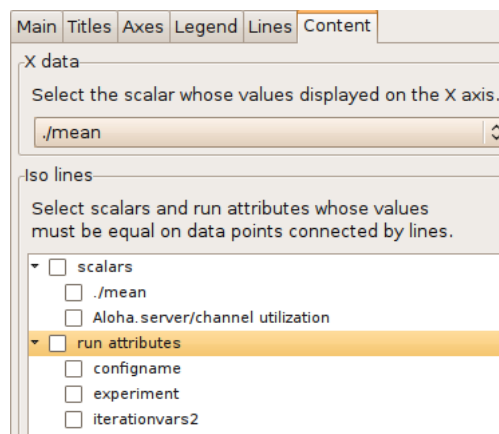 Main Titles Axes Legend Lines Content
X data
Select the scalar whose values displayed on the X axis.
./mean
Iso lines
Select scalars and run attributes whose values
must be equal on data points connected by lines.
scalars
./mean
Aloha.server/channel utilization
run attributes
configname
experiment
iterationvars2